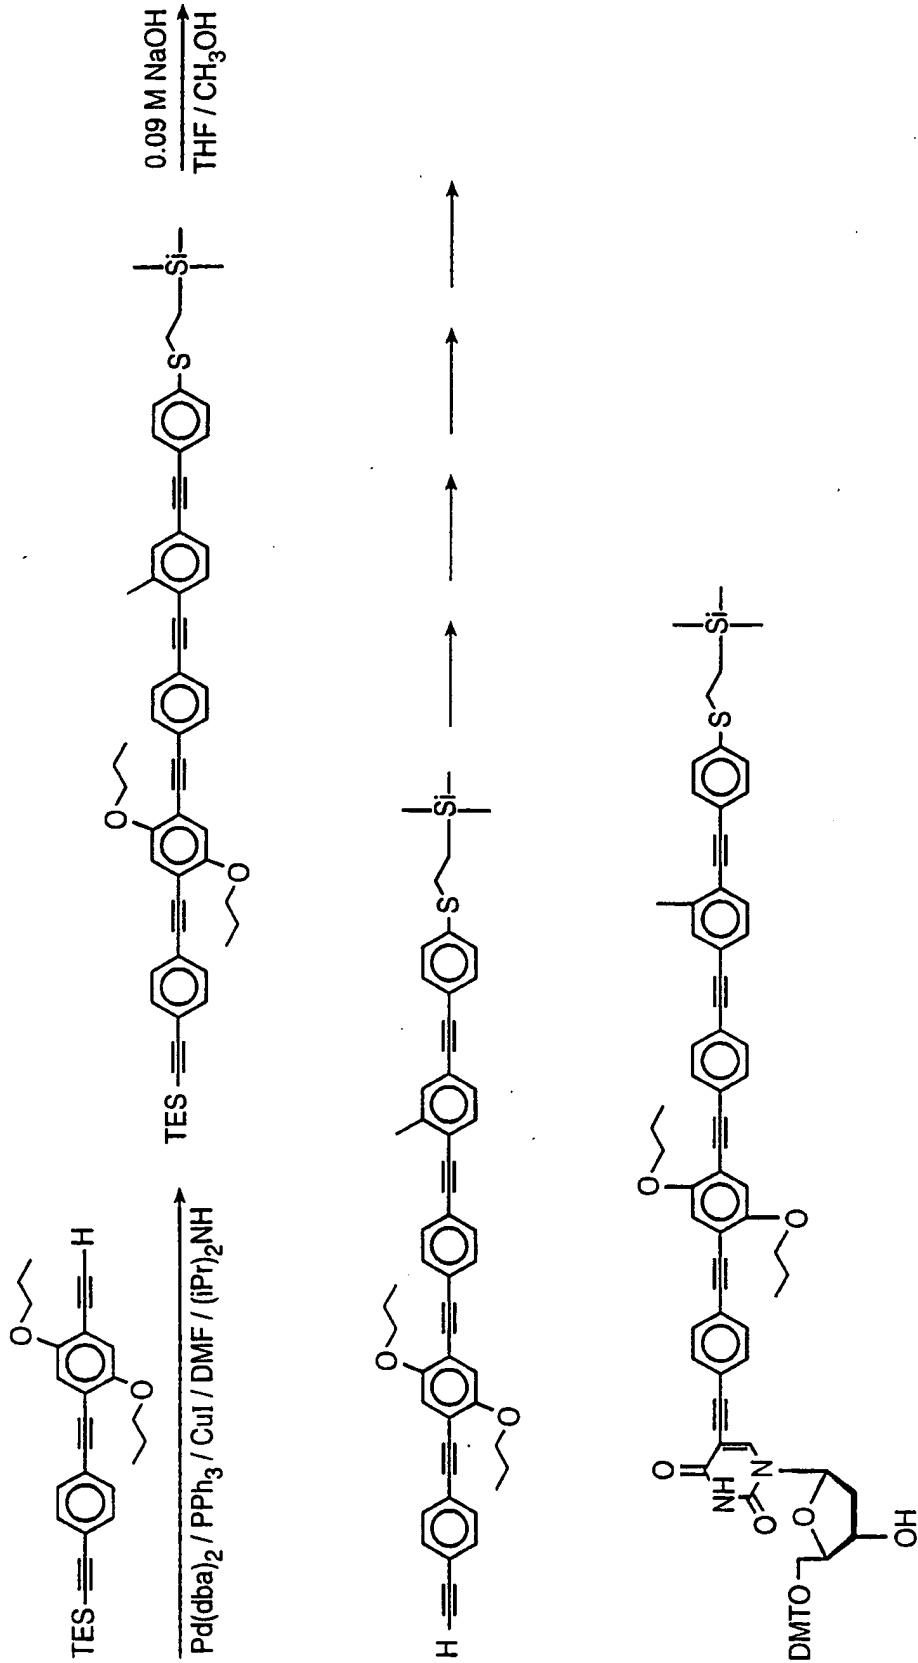 TES
O
O
H
Pd(dba)2 / PPh3 / CuI / DMF / (iPr)2NH
TES
O
O
S
Si
0.09 M NaOH
THF / CH3OH
H
O
O
S
Si
DMTO
O
OH
O
NH
O
N
O
O
S
Si